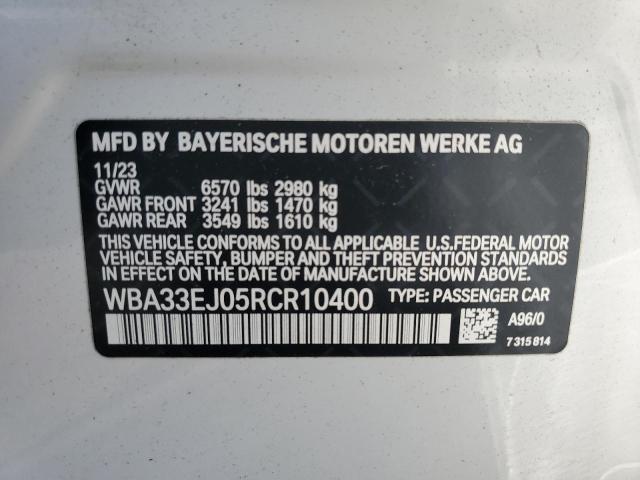 MFD BY BAYERISCHE MOTOREN WERKE AG
11/23
GVWR 6570 lbs 2980 kg
GAWR FRONT 3241 lbs 1470 kg
GAWR REAR 3549 lbs 1610 kg
THIS VEHICLE CONFORMS TO ALL APPLICABLE U.S.FEDERAL MOTOR
VEHICLE SAFETY, BUMPER, AND THEFT PREVENTION STANDARDS
IN EFFECT ON THE DATE OF MANUFACTURE SHOWN ABOVE.
WBA33EJ05RCR10400 TYPE: PASSENGER CAR
A96/0
7 315 814